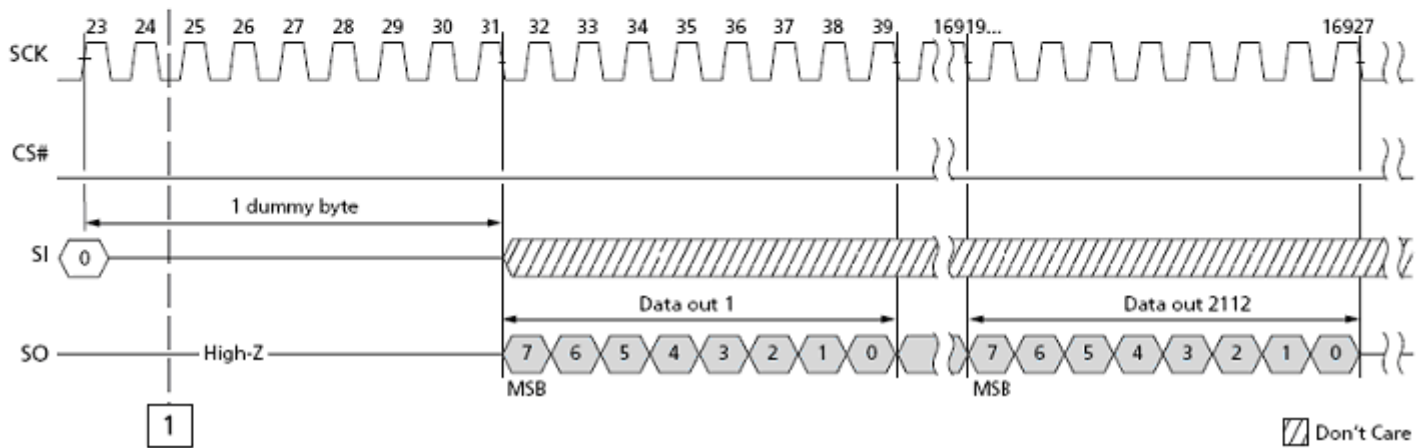 23 24 25 26 27 28 29 30 31 32 33 34 35 36 37 38 39 16919... 16927
SCK
CS#
1 dummy byte
SI 0
Data out 1 Data out 2112
SO High-Z 7 6 5 4 3 2 1 0 7 6 5 4 3 2 1 0
MSB MSB
1
Don't Care